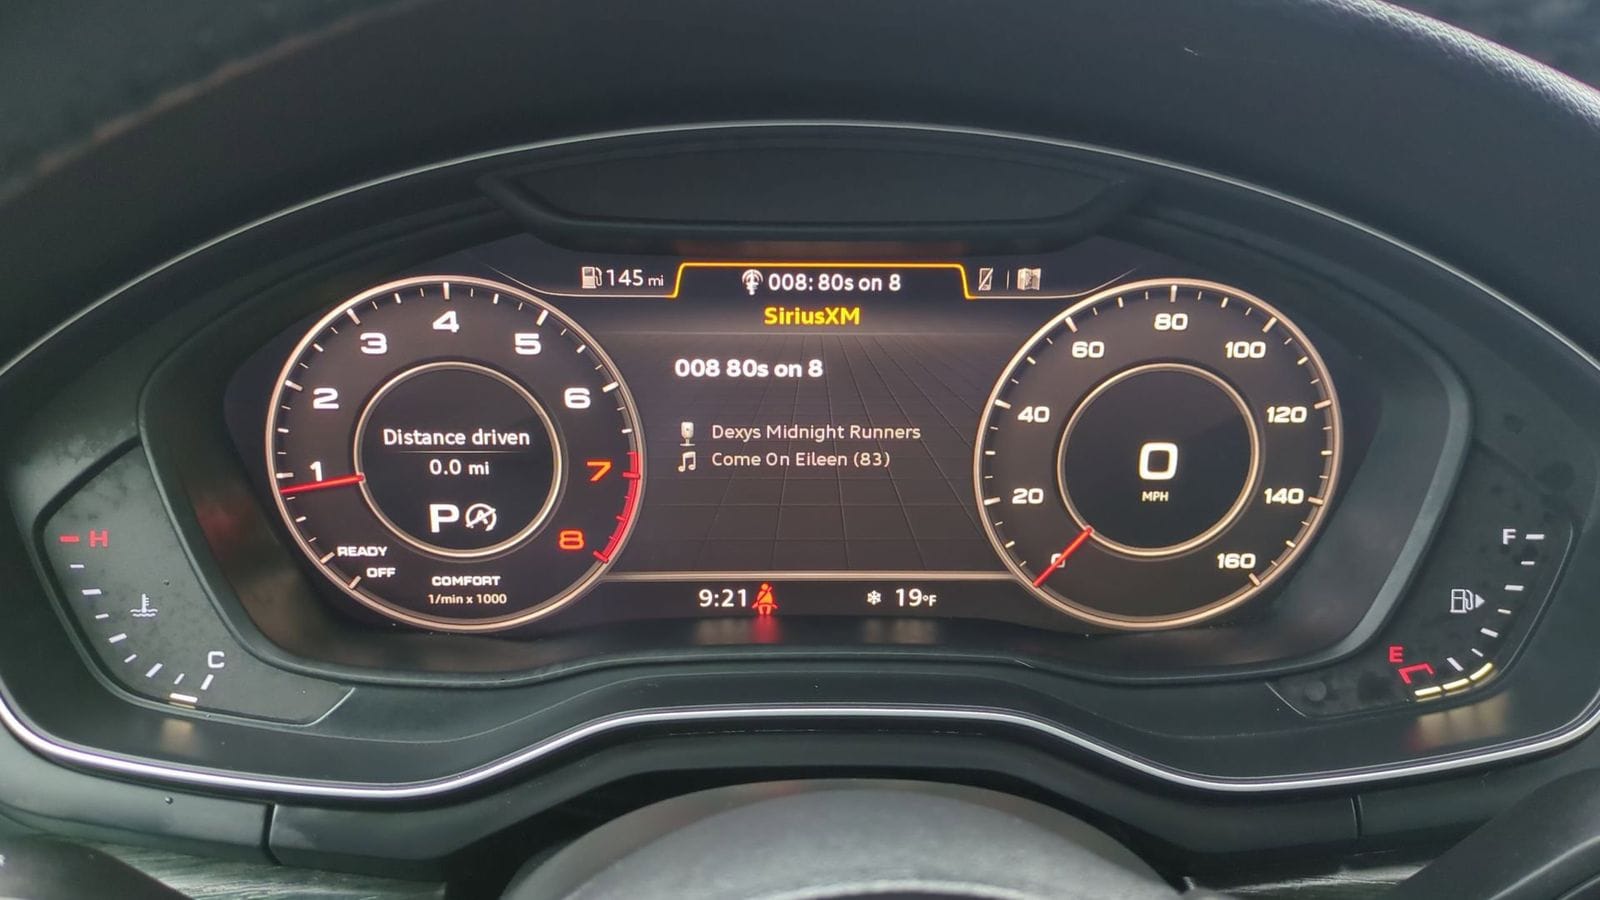 145 mi
008: 80s on 8
SiriusXM
008 80s on 8
Dexys Midnight Runners
Come On Eileen (83)
9:21
19°F
1
2
3
4
5
6
7
8
Distance driven
0.0 mi
P
READY
OFF
COMFORT
1/min x 1000
0
20
40
60
80
100
120
140
160
0
MPH
H
C
F
E